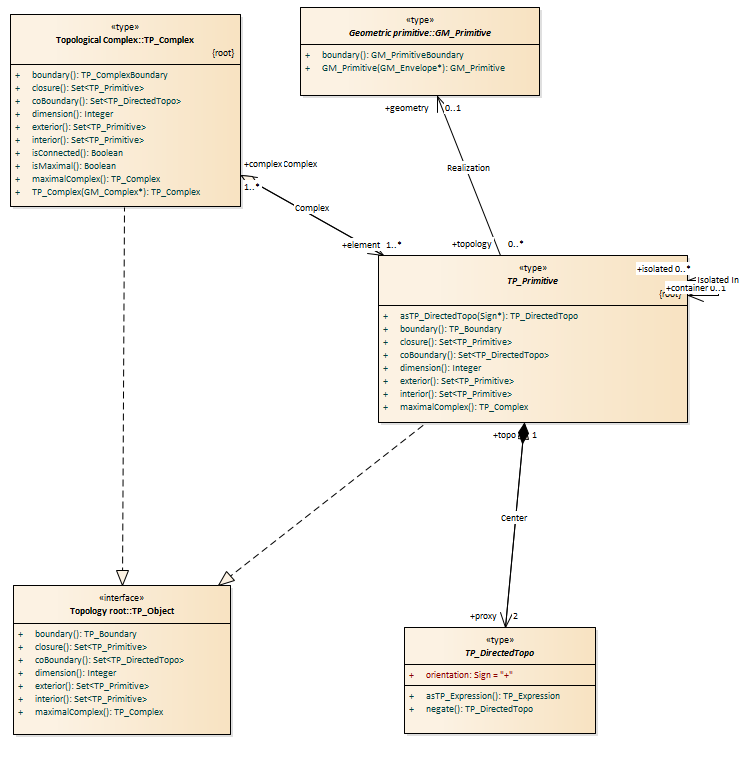 «type»
Topological Complex::TP_Complex
{root}
+ boundary(): TP_ComplexBoundary
+ closure(): Set<TP_Primitive>
+ coBoundary(): Set<TP_DirectedTopo>
+ dimension(): Integer
+ exterior(): Set<TP_Primitive>
+ interior(): Set<TP_Primitive>
+ isConnected(): Boolean
+ isMaximal(): Boolean
+ maximalComplex(): TP_Complex
+ TP_Complex(GM_Complex*): TP_Complex
«type»
Geometric primitive::GM_Primitive
+ boundary(): GM_PrimitiveBoundary
+ GM_Primitive(GM_Envelope*): GM_Primitive
+geometry 0..1
Realization
+topology 0..*
+complex Complex
1..*
Complex
+element 1..*
«type»
TP_Primitive
{root}
+isolated 0..*
Isolated In
+container 0..1
+ asTP_DirectedTopo(Sign*): TP_DirectedTopo
+ boundary(): TP_Boundary
+ closure(): Set<TP_Primitive>
+ coBoundary(): Set<TP_DirectedTopo>
+ dimension(): Integer
+ exterior(): Set<TP_Primitive>
+ interior(): Set<TP_Primitive>
+ maximalComplex(): TP_Complex
+topo 1
Center
+proxy 2
«interface»
Topology root::TP_Object
+ boundary(): TP_Boundary
+ closure(): Set<TP_Primitive>
+ coBoundary(): Set<TP_DirectedTopo>
+ dimension(): Integer
+ exterior(): Set<TP_Primitive>
+ interior(): Set<TP_Primitive>
+ maximalComplex(): TP_Complex
«type»
TP_DirectedTopo
+ orientation: Sign = "+"
+ asTP_Expression(): TP_Expression
+ negate(): TP_DirectedTopo